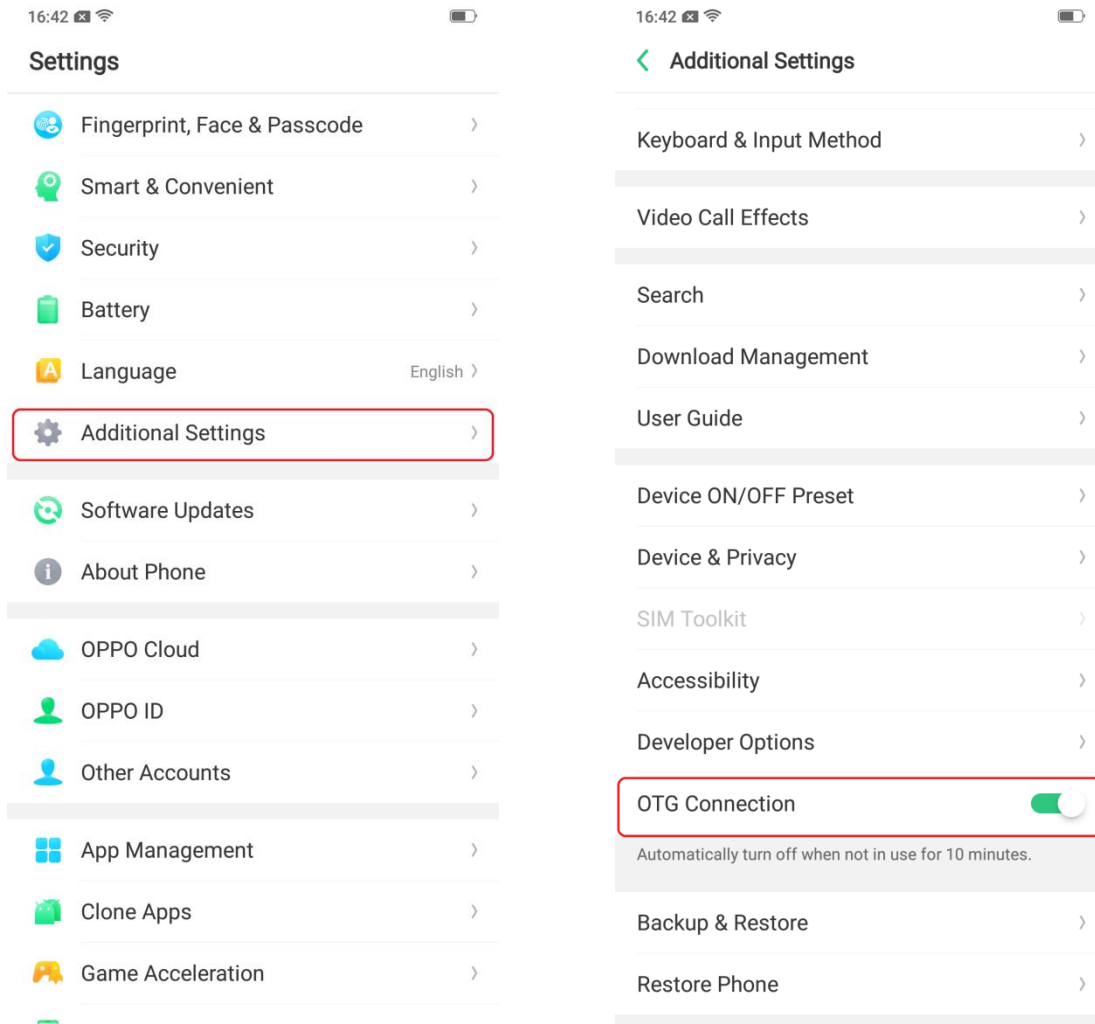 16:42
Settings
Fingerprint, Face & Passcode
Smart & Convenient
Security
Battery
A Language English
Additional Settings
Software Updates
i About Phone
OPPO Cloud
OPPO ID
Other Accounts
App Management
Clone Apps
Game Acceleration
16:42
Additional Settings
Keyboard & Input Method
Video Call Effects
Search
Download Management
User Guide
Device ON/OFF Preset
Device & Privacy
SIM Toolkit
Accessibility
Developer Options
OTG Connection
Automatically turn off when not in use for 10 minutes.
Backup & Restore
Restore Phone